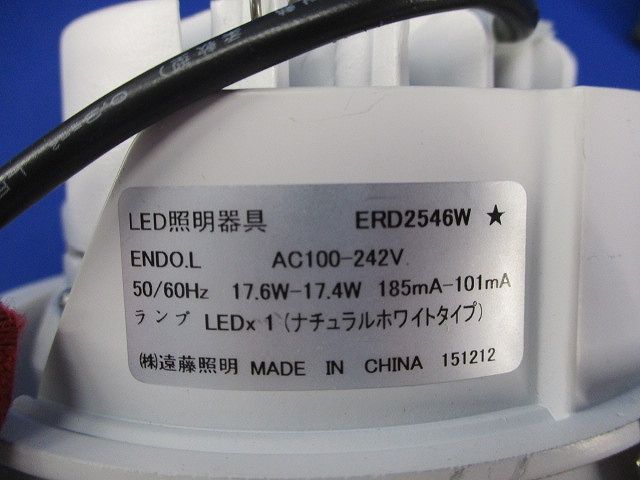 LED照明器具 ERD2546W ★
ENDO.L AC100-242V
50/60Hz 17.6W-17.4W 185mA-101mA
ランプ LEDx1(ナチュラルホワイトタイプ)
(株)遠藤照明 MADE IN CHINA 151212